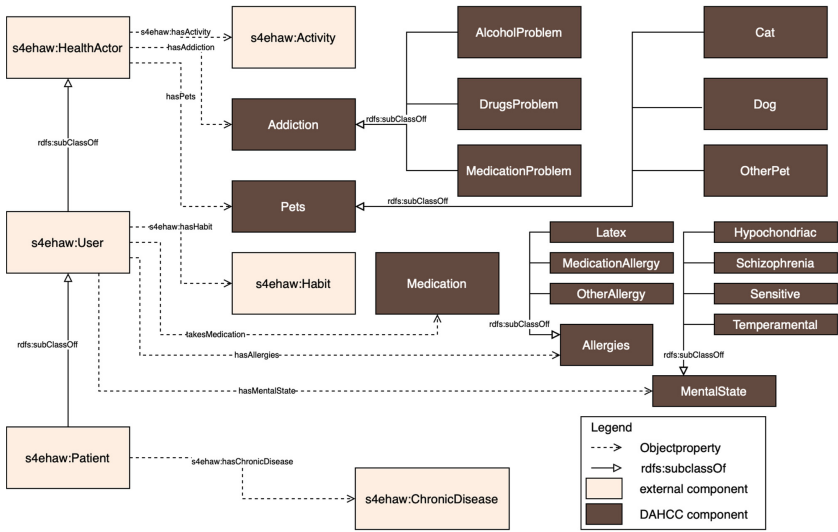 s4ehaw:HealthActor
s4ehaw:hasActivity
hasAddiction
hasPets
s4ehaw:Activity
Addiction
Pets
AlcoholProblem
DrugsProblem
MedicationProblem
rdfs:subClassOff
Cat
Dog
OtherPet
rdfs:subClassOff
rdfs:subClassOff
s4ehaw:User
s4ehaw:hasHabit
s4ehaw:Habit
Medication
takesMedication
hasAllergies
hasMentalState
Latex
MedicationAllergy
OtherAllergy
rdfs:subClassOff
Allergies
Hypochondriac
Schizophrenia
Sensitive
Temperamental
rdfs:subClassOff
MentalState
rdfs:subClassOff
s4ehaw:Patient
s4ehaw:hasChronicDisease
s4ehaw:ChronicDisease
Legend
Objectproperty
rdfs:subclassOf
external component
DAHCC component